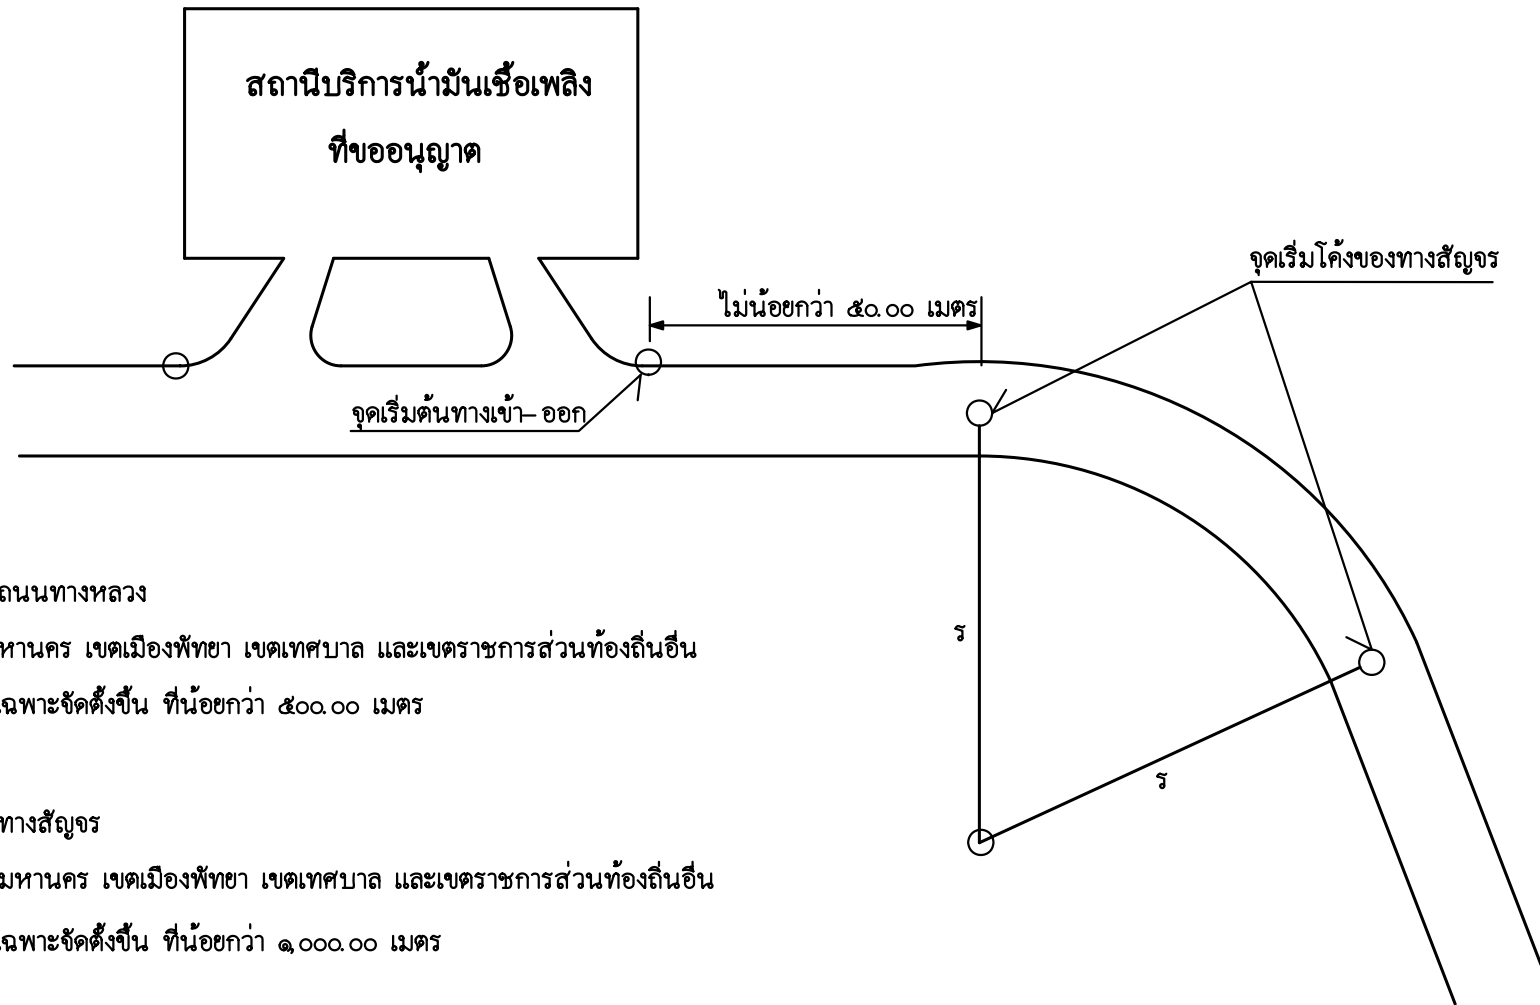 สถานีบริการน้ำมันเชื้อเพลิง
ที่ขออนุญาต
จุดเริ่มโค้งของทางสัญจร
ไม่น้อยกว่า ๕๐.๐๐ เมตร
จุดเริ่มต้นทางเข้า–ออก
ถนนทางหลวง
หานคร เขตเมืองพัทยา เขตเทศบาล และเขตราชการส่วนท้องถิ่นอื่น
ร
ฉพาะจัดตั้งขึ้น ที่น้อยกว่า ๕๐๐.๐๐ เมตร
ร
ทางสัญจร
มหานคร เขตเมืองพัทยา เขตเทศบาล และเขตราชการส่วนท้องถิ่นอื่น
ฉพาะจัดตั้งขึ้น ที่น้อยกว่า ๑,๐๐๐.๐๐ เมตร